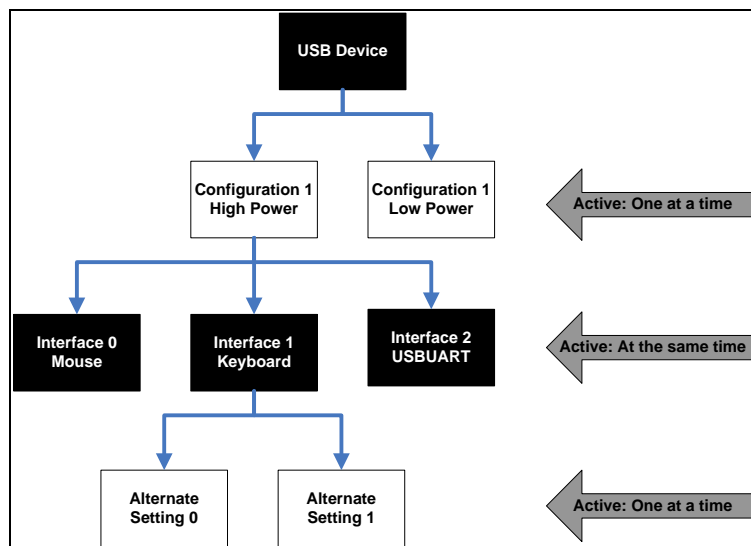 USB Device
Configuration 1
High Power
Configuration 1
Low Power
Active: One at a time
Interface 0
Mouse
Interface 1
Keyboard
Interface 2
USBUART
Active: At the same time
Alternate
Setting 0
Alternate
Setting 1
Active: One at a time